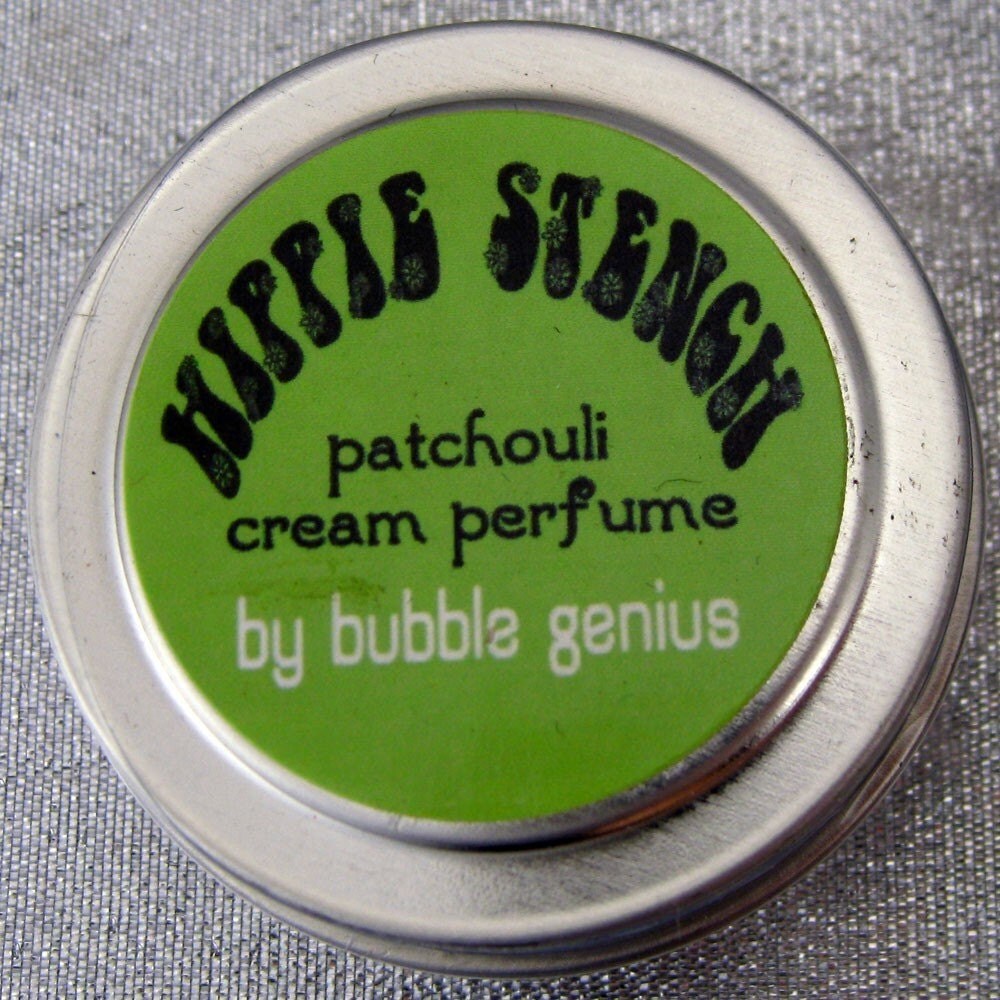 HIPPIE STENCH
patchouli
cream perfume
by bubble genius